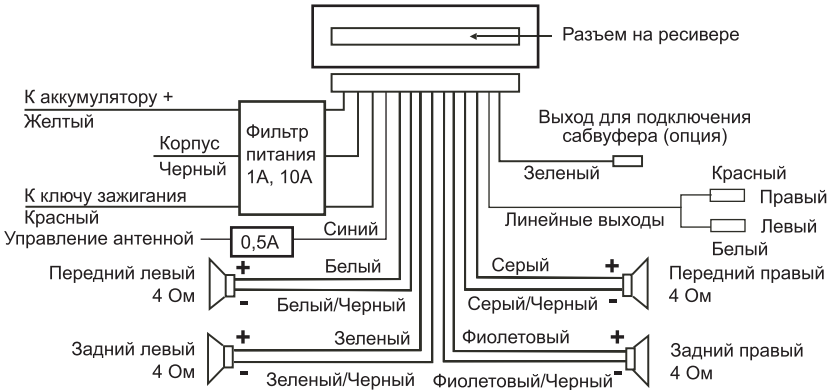 Разъем на ресивере
К аккумулятору +
Желтый
Корпус
Черный
К ключу зажигания
Красный
Фильтр
питания
1А, 10А
Управление антенной
0,5А
Синий
Выход для подключения
сабвуфера (опция)
Зеленый
Красный
Правый
Линейные выходы
Левый
Белый
Передний левый
4 Ом
+
-
Белый
Белый/Черный
Серый
Серый/Черный
+
-
Передний правый
4 Ом
Задний левый
4 Ом
+
-
Зеленый
Зеленый/Черный
Фиолетовый
Фиолетовый/Черный
+
-
Задний правый
4 Ом